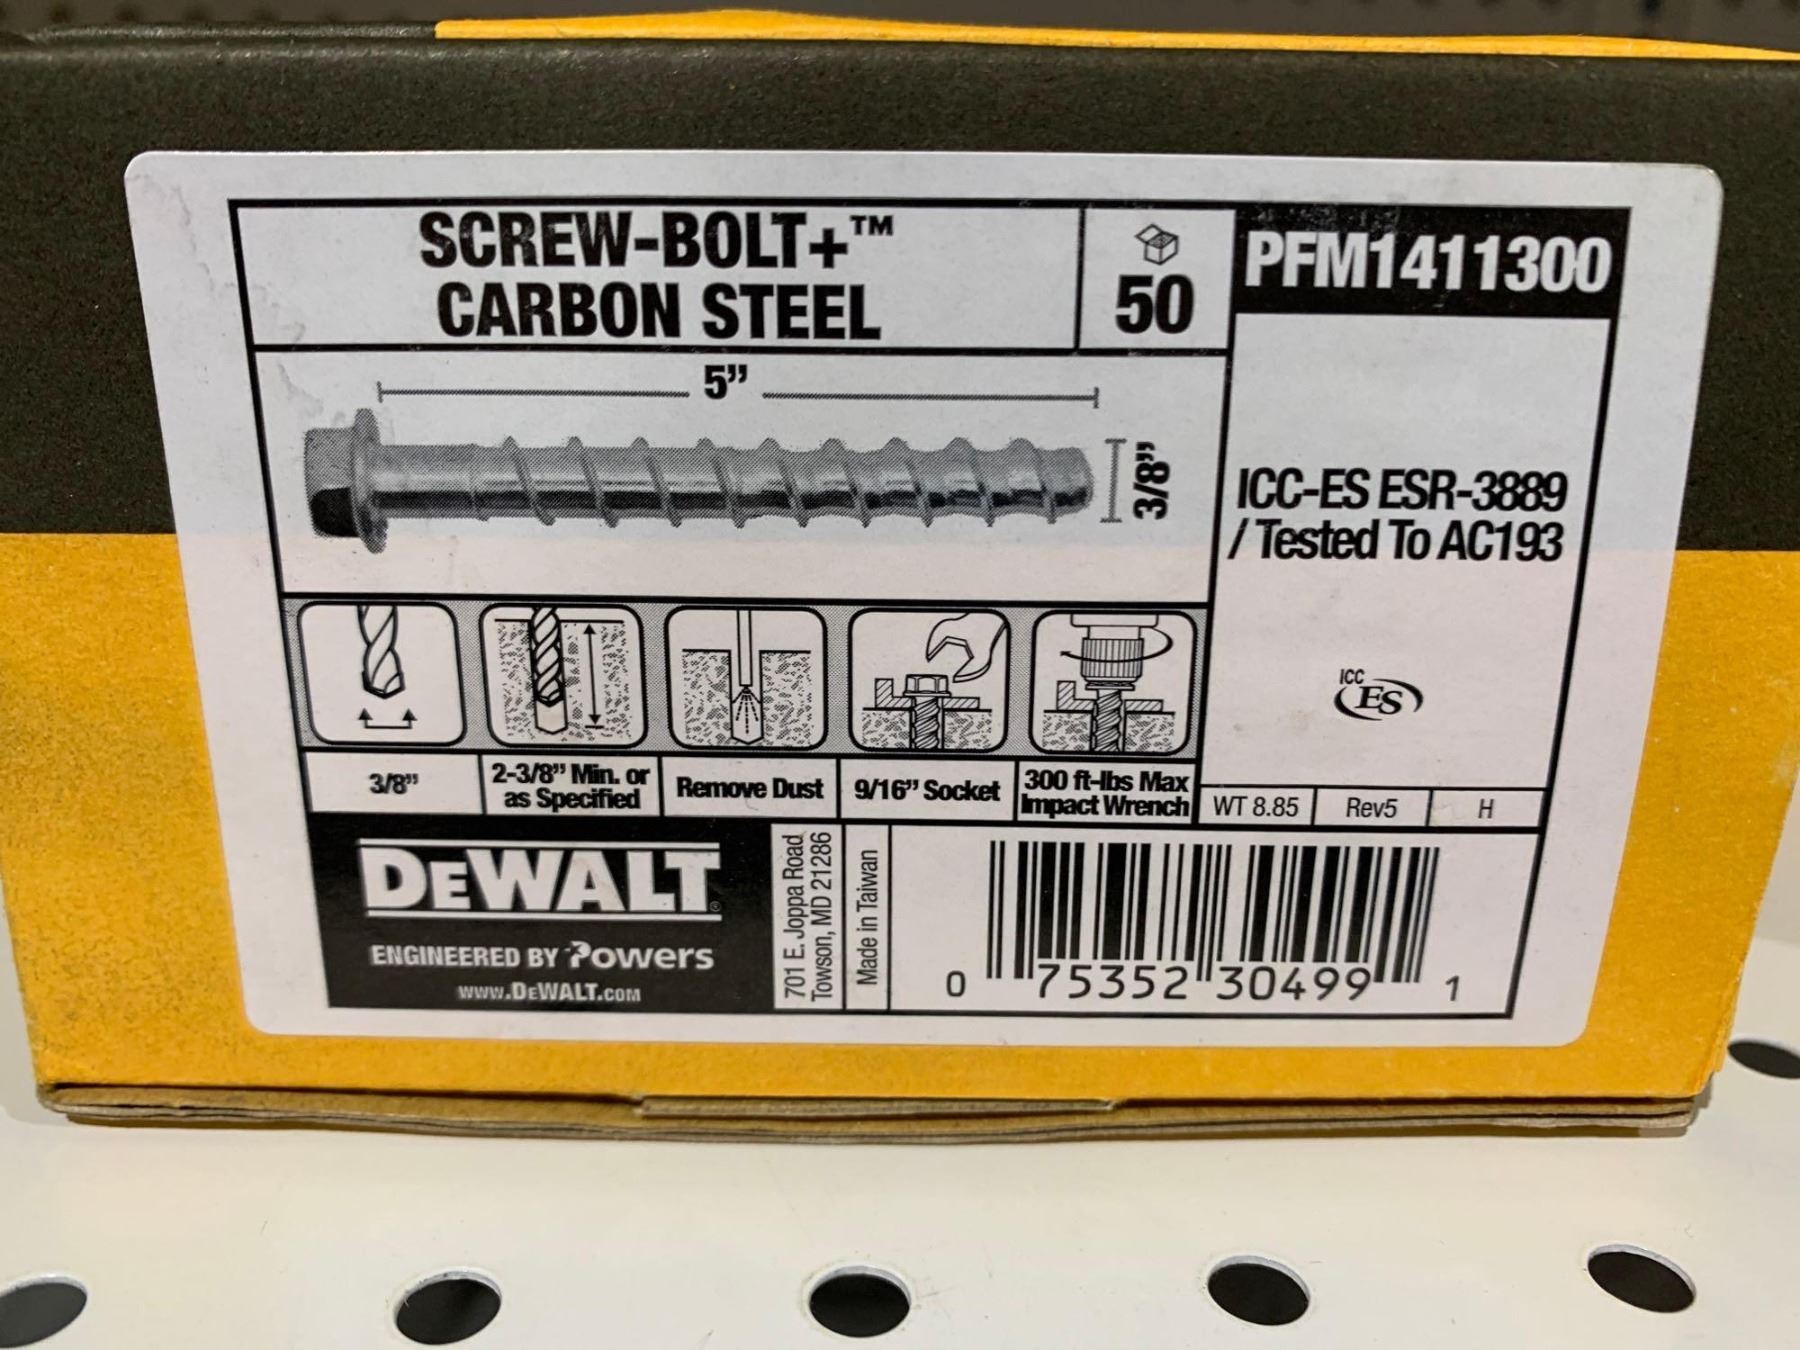 SCREW-BOLT+™
CARBON STEEL
50
PFM1411300
5”
3/8”
ICC-ES ESR-3889
/ Tested To AC193
ICC
ES
3/8”
2-3/8” Min. or
as Specified
Remove Dust
9/16” Socket
300 ft-lbs Max
Impact Wrench
WT 8.85
Rev5
H
DEWALT®
ENGINEERED BY Powers
www.DEWALT.com
701 E. Joppa Road
Towson, MD 21286
Made in Taiwan
0 75352 30499 1